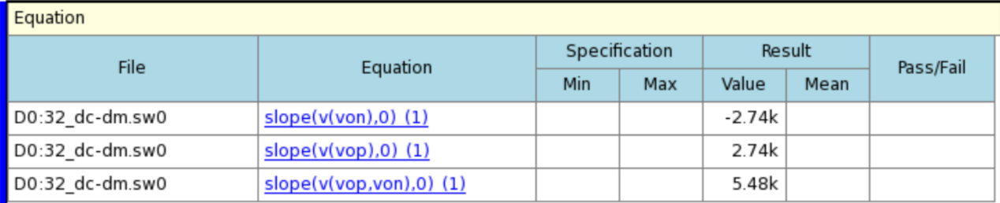 Equation
File Equation Specification Result Pass/Fail
Min Max Value Mean
D0:32_dc-dm.sw0 slope(v(von),0) (1) -2.74k
D0:32_dc-dm.sw0 slope(v(vop),0) (1) 2.74k
D0:32_dc-dm.sw0 slope(v(vop,von),0) (1) 5.48k